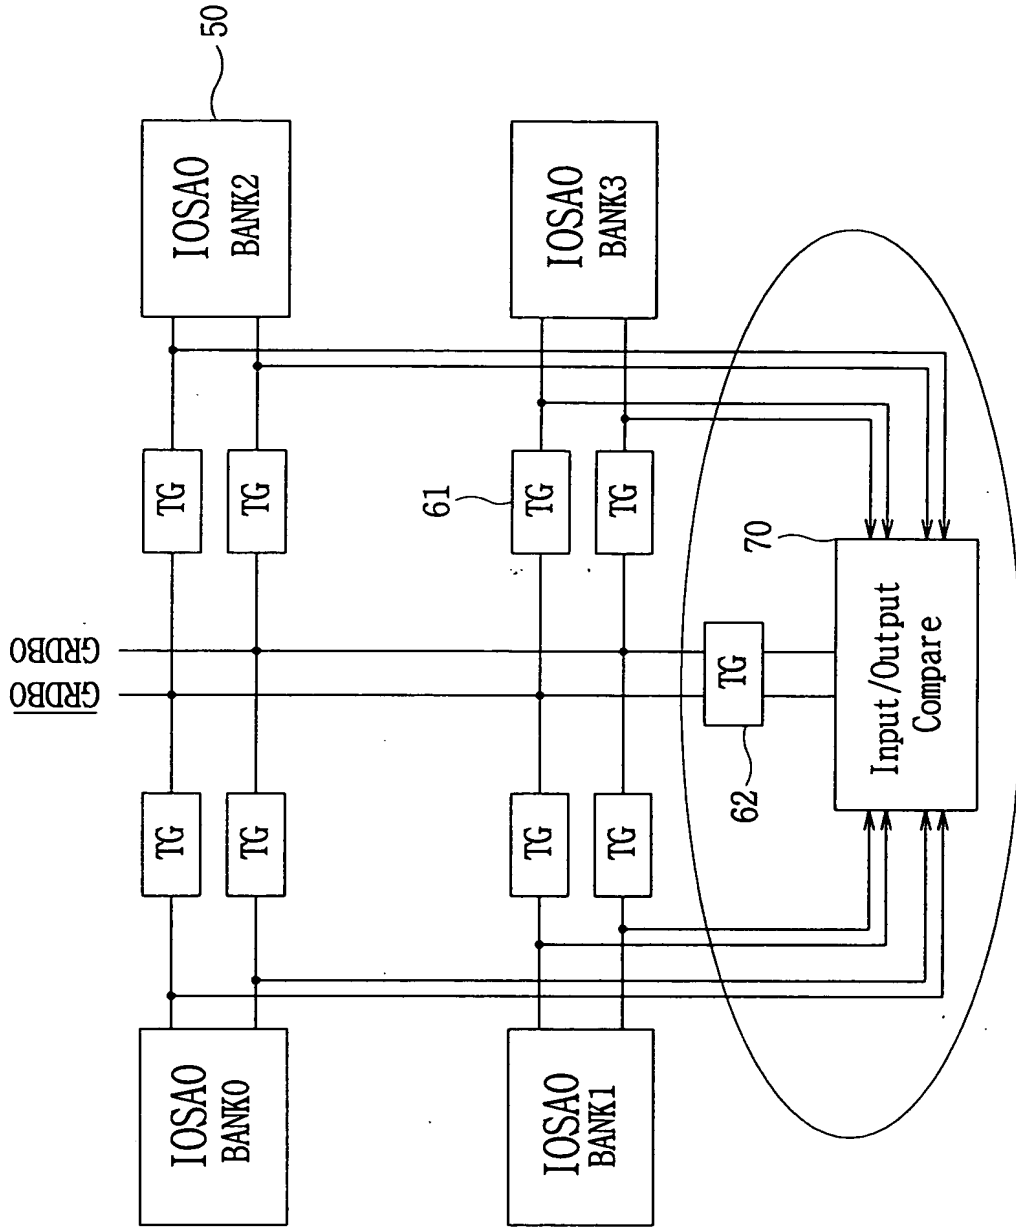 50
IOSA0
BANK0
TG
TG
GRDB0
GRDB0
TG
TG
IOSA0
BANK2
61
IOSA0
BANK1
TG
TG
TG
TG
IOSA0
BANK3
62
TG
70
Input/Output
Compare